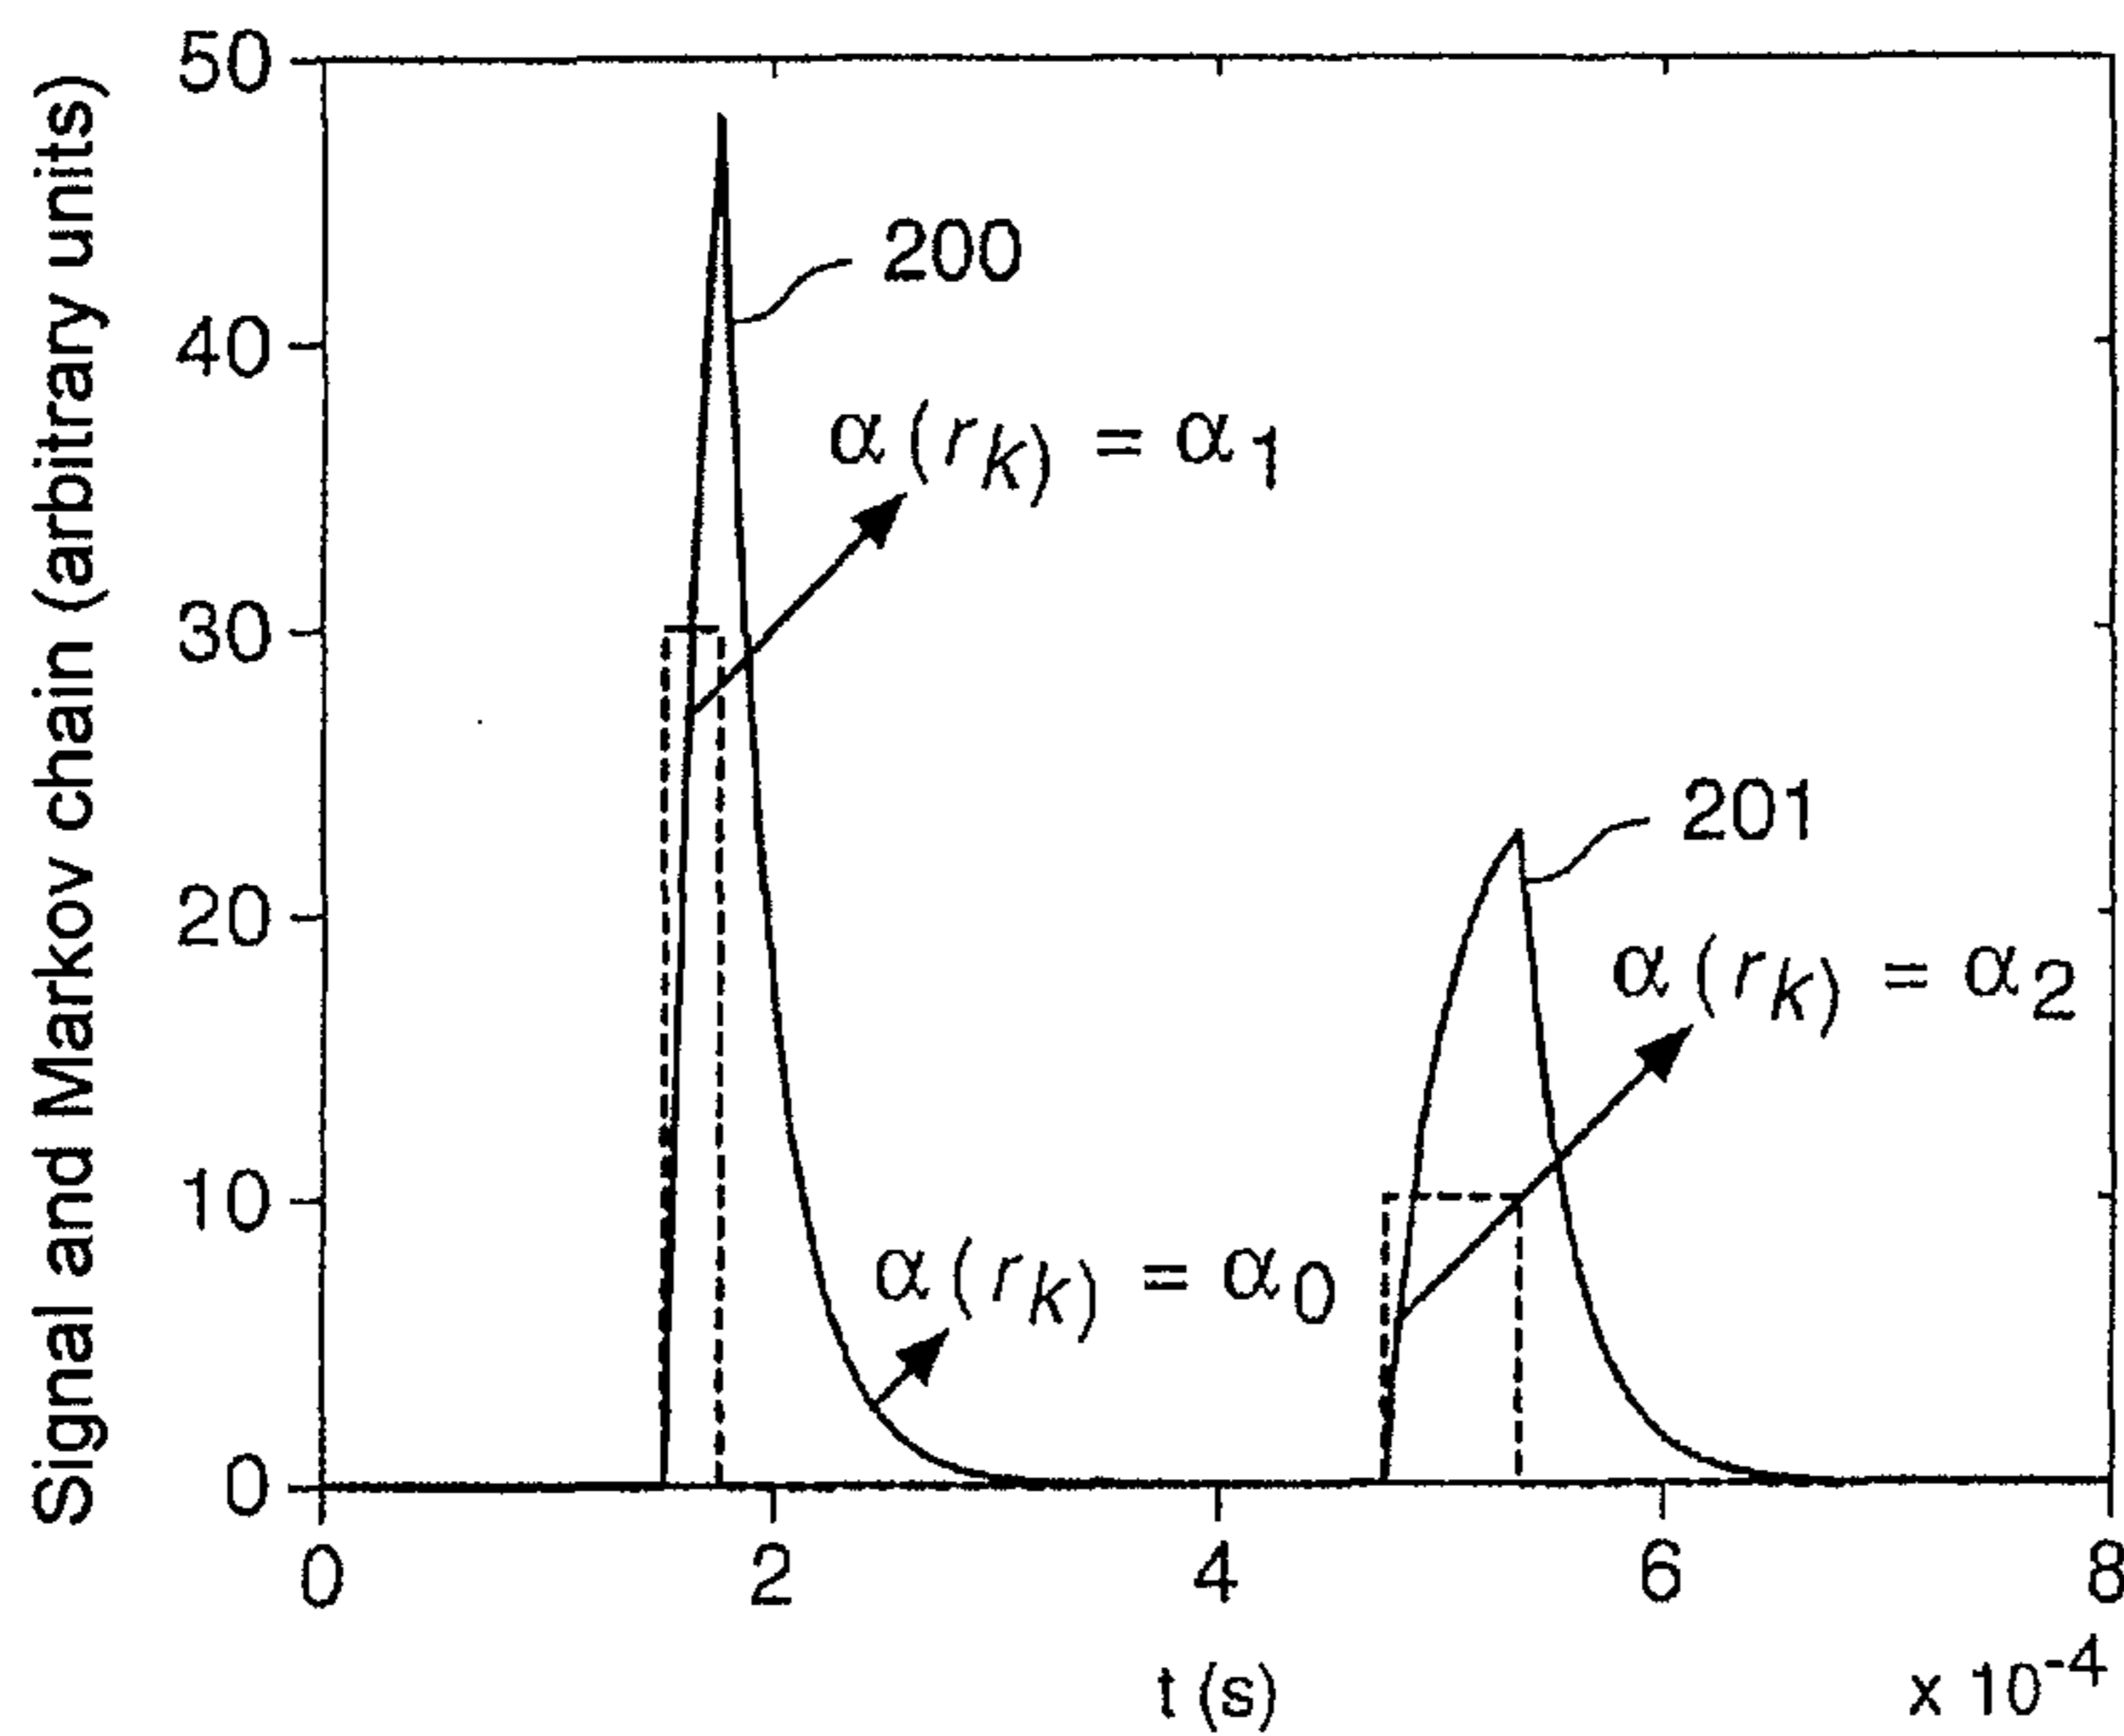 Signal and Markov chain (arbitrary units)
50
40
30
20
10
0
200
α(rk) = α1
201
α(rk) = α2
α(rk) = α0
0
2
4
6
8
t (s)
x 10-4